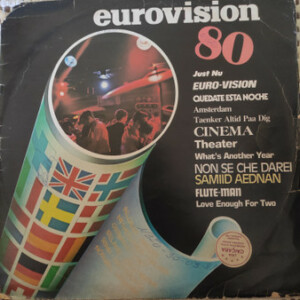 eurovision
80
Just Nu
EURO-VISION
QUEDATE ESTA NOCHE
Amsterdam
Tænker Altid Paa Dig
CINEMA
Theater
What's Another Year
NON SE CHE DAREI
SAMIID AEDNAN
FLUTE-MAN
Love Enough For Two